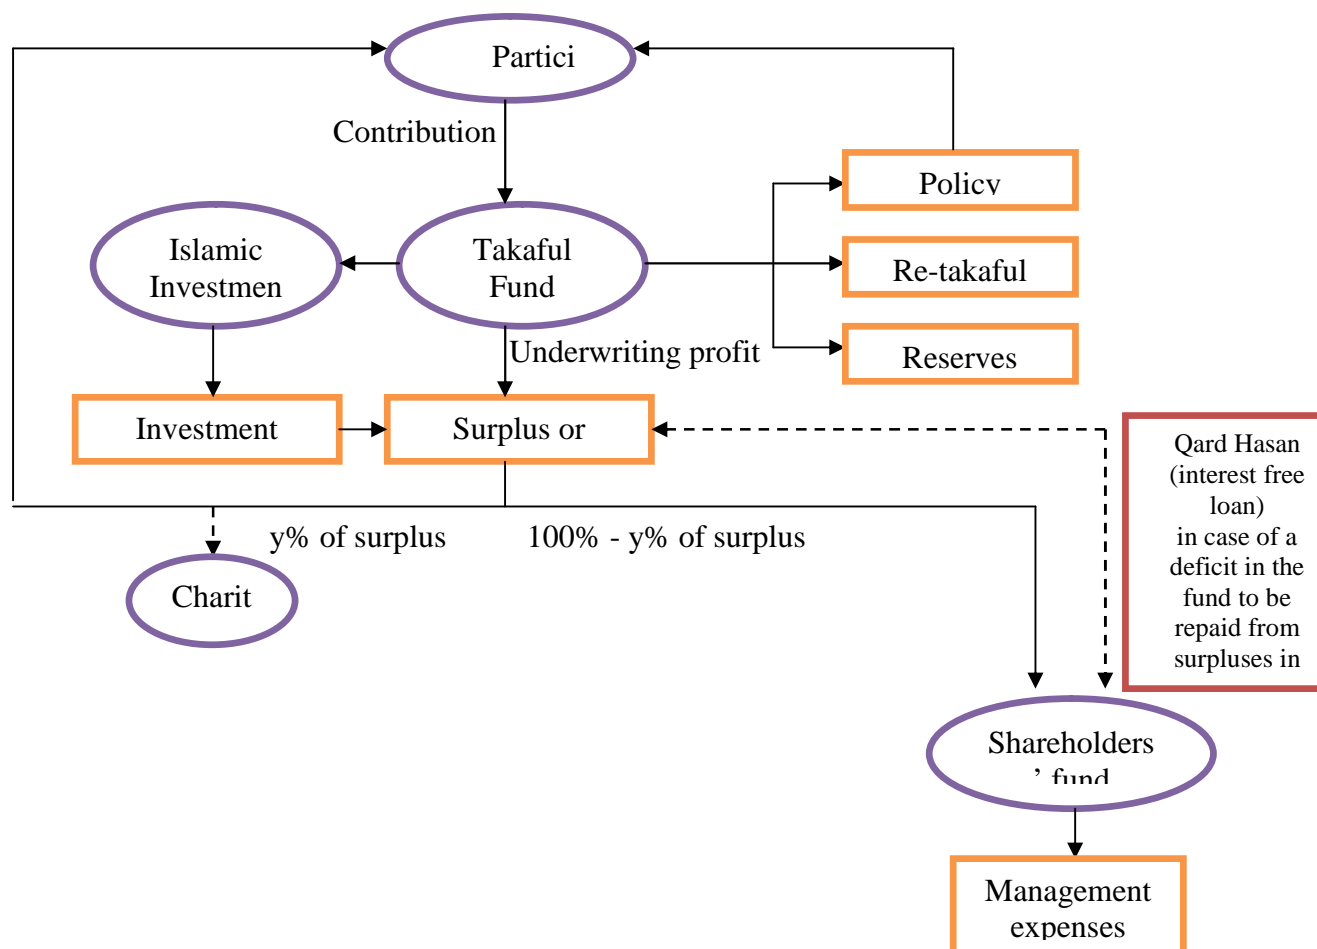 Partici
Contribution
Policy
Islamic
Investmen
Takaful
Fund
Re-takaful
Underwriting profit
Reserves
Investment
Surplus or
Qard Hasan
(interest free
loan)
in case of a
deficit in the
fund to be
repaid from
surpluses in
y% of surplus
100% - y% of surplus
Charit
Shareholders
’ fund
Management
expenses